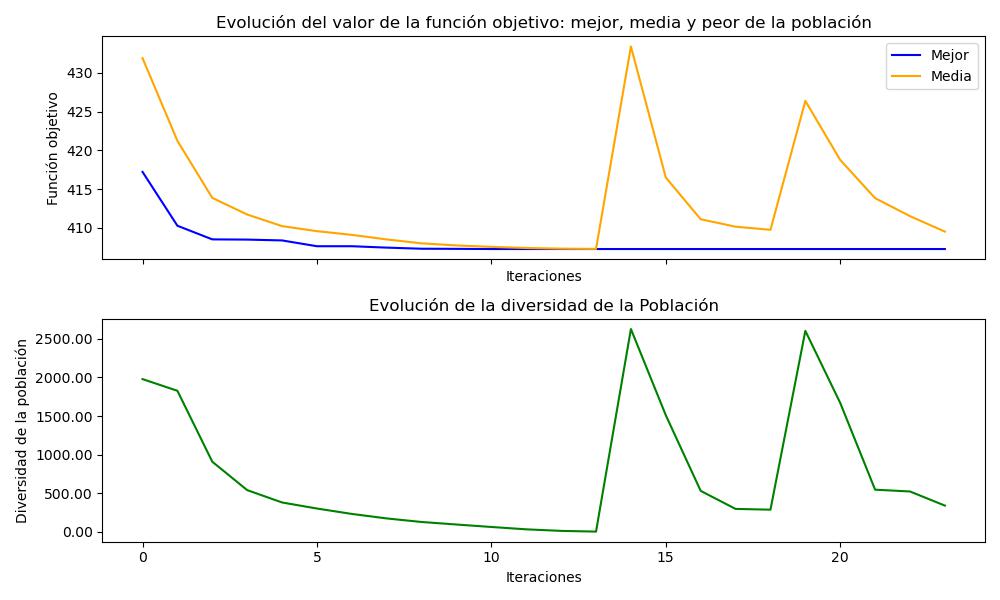 Evolución del valor de la función objetivo: mejor, media y peor de la población
Función objetivo
430
425
420
415
410
Mejor
Media
Iteraciones
Evolución de la diversidad de la Población
Diversidad de la población
2500.00
2000.00
1500.00
1000.00
500.00
0.00
0 5 10 15 20
Iteraciones